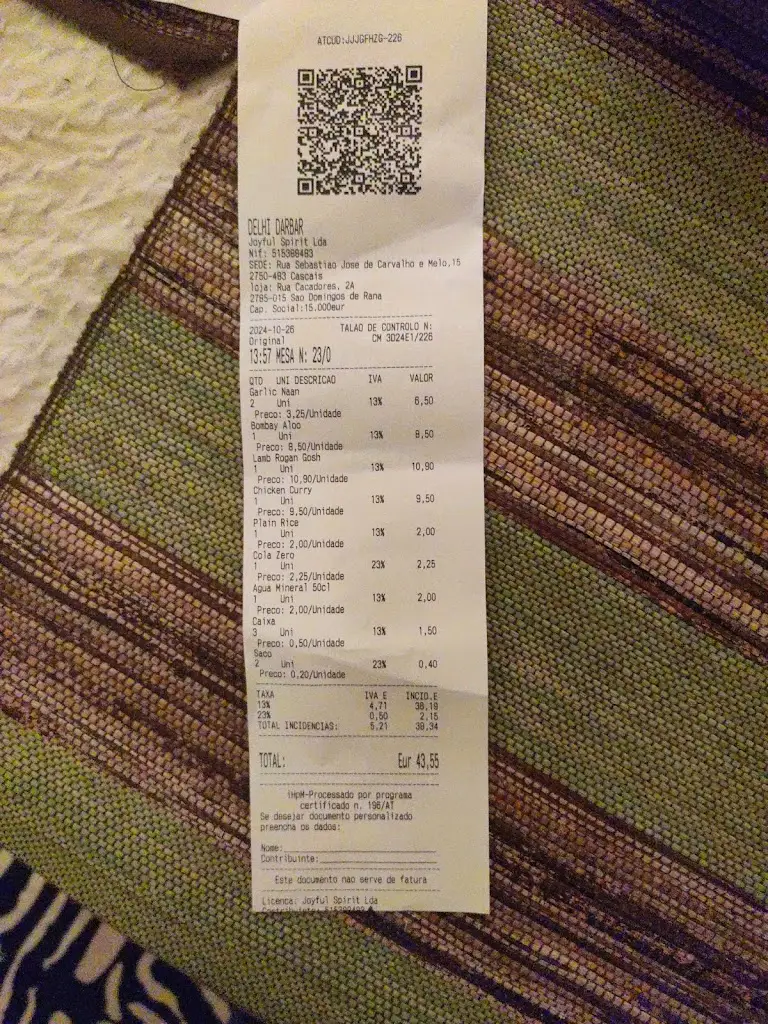 ATCUD:JJJGFHZG-226
DELHI DARBAR
Joyful Spirit Lda
Nif: 515389483
SEDE: Rua Sebastiao Jose de Carvalho e Melo,15
2750-483 Cascais
loja: Rua Cacadores, 2A
2785-015 Sao Domingos de Rana
Cap. Social:15.000eur
2024-10-26 TALAO DE CONTROLO N:
Original CM 3D24E1/226
13:57 MESA N: 23/0
QTD UNI DESCRICAO IVA VALOR
Garlic Naan
2 Uni 13% 6,50
Preco: 3,25/Unidade
Bombay Aloo
1 Uni 13% 8,50
Preco: 8,50/Unidade
Lamb Rogan Gosh
1 Uni 13% 10,90
Preco: 10,90/Unidade
Chicken Curry
1 Uni 13% 9,50
Preco: 9,50/Unidade
Plain Rice
1 Uni 13% 2,00
Preco: 2,00/Unidade
Cola Zero
1 Uni 23% 2,25
Preco: 2,25/Unidade
Agua Mineral 50cl
1 Uni 13% 2,00
Preco: 2,00/Unidade
Caixa
3 Uni 13% 1,50
Preco: 0,50/Unidade
Saco
2 Uni 23% 0,40
Preco: 0,20/Unidade
TAXA IVA E INCID.E
13% 4,71 36,19
23% 0,50 2,15
TOTAL INCIDENCIAS: 5,21 38,34
TOTAL: Eur 43,55
iHpM-Processado por programa
certificado n. 196/AT
Se desejar documento personalizado
preencha os dados:
Nome:
Contribuinte:
Este documento nao serve de fatura
Licenca: Joyful Spirit Lda